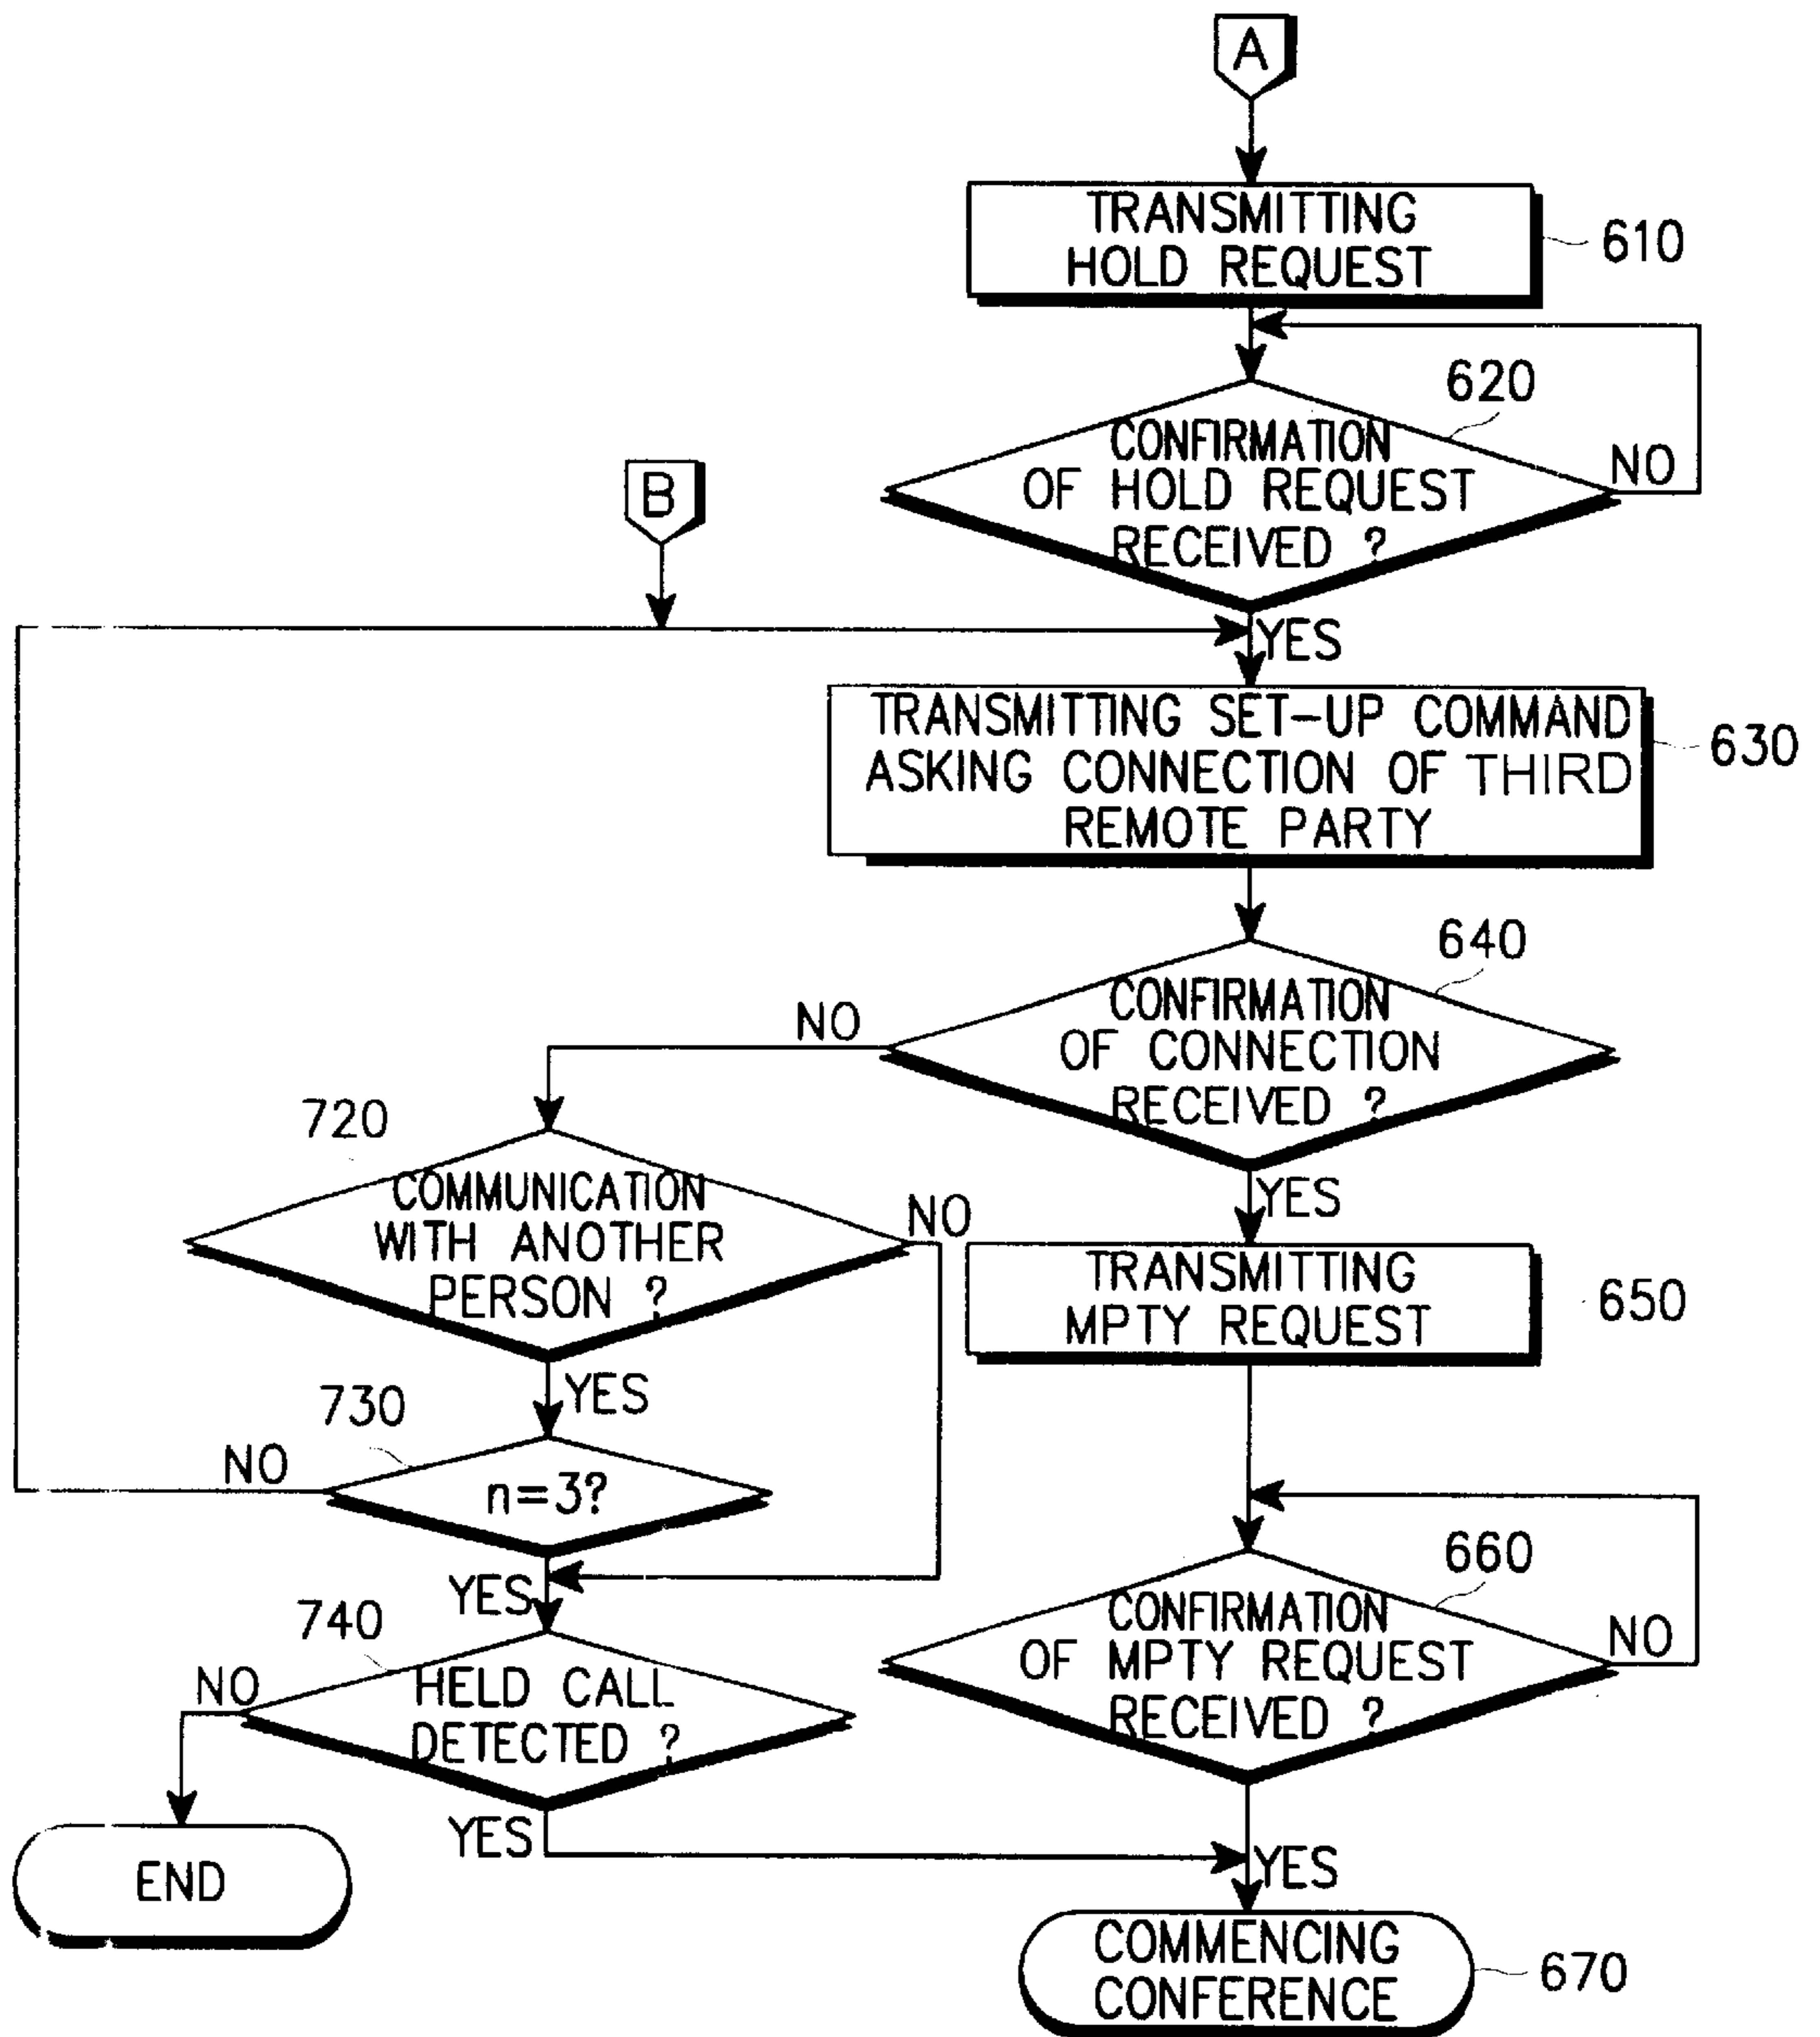 A
TRANSMITTING
HOLD REQUEST
610
620
CONFIRMATION
OF HOLD REQUEST
RECEIVED ?
NO
B
YES
TRANSMITTING SET-UP COMMAND
ASKING CONNECTION OF THIRD
REMOTE PARTY
630
640
CONFIRMATION
OF CONNECTION
RECEIVED ?
NO
YES
720
COMMUNICATION
WITH ANOTHER
PERSON ?
NO
YES
TRANSMITTING
MPTY REQUEST
650
730
n=3?
NO
YES
740
HELD CALL
DETECTED ?
NO
YES
END
660
CONFIRMATION
OF MPTY REQUEST
RECEIVED ?
NO
YES
COMMENCING
CONFERENCE
670